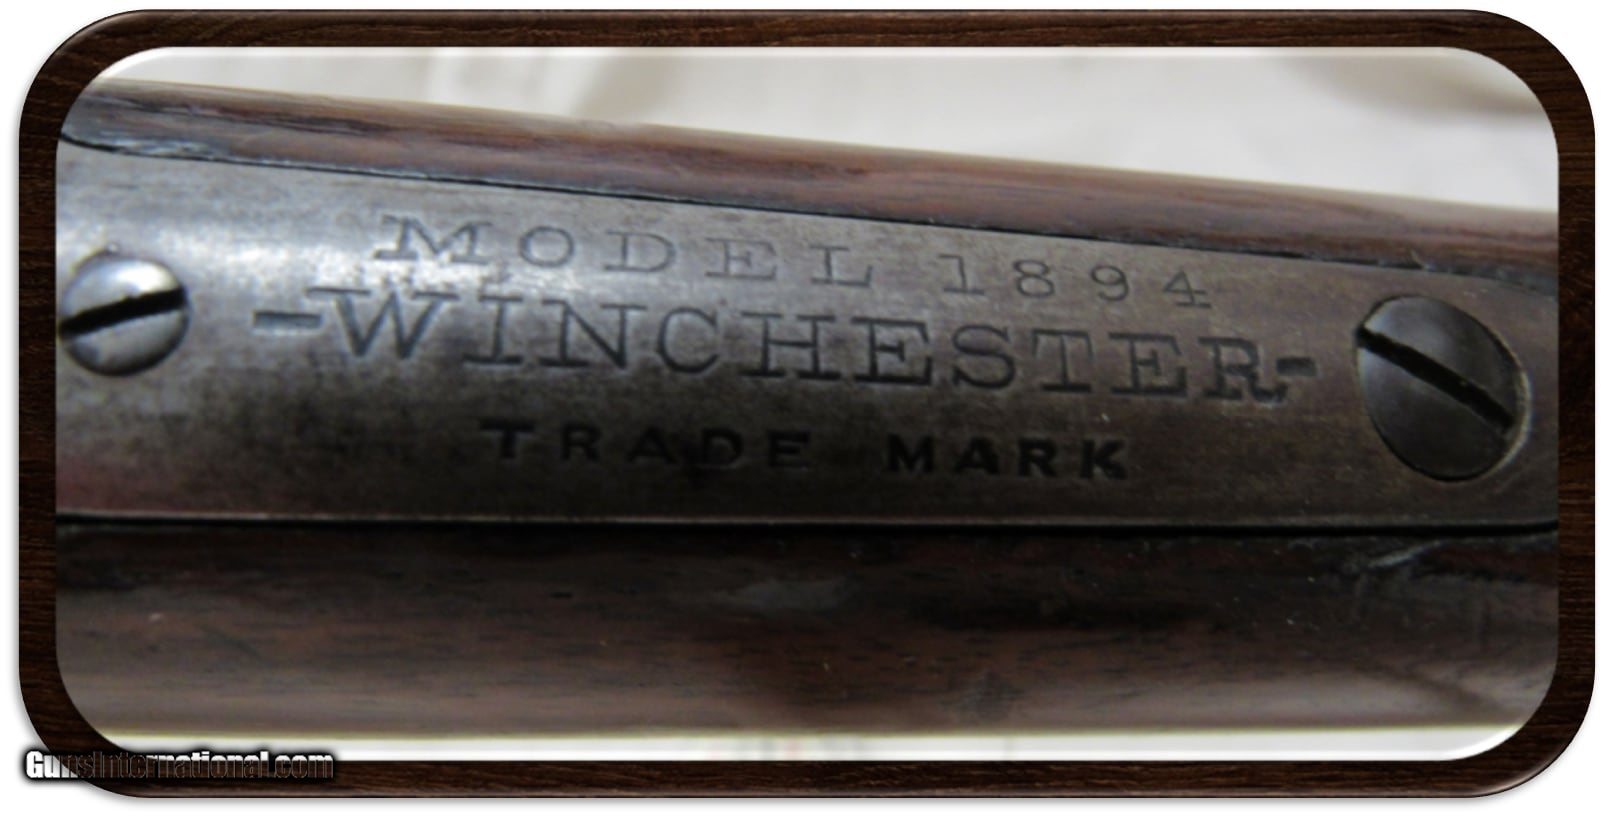 MODEL 1894
-WINCHESTER-
TRADE MARK
GunsInternational.com